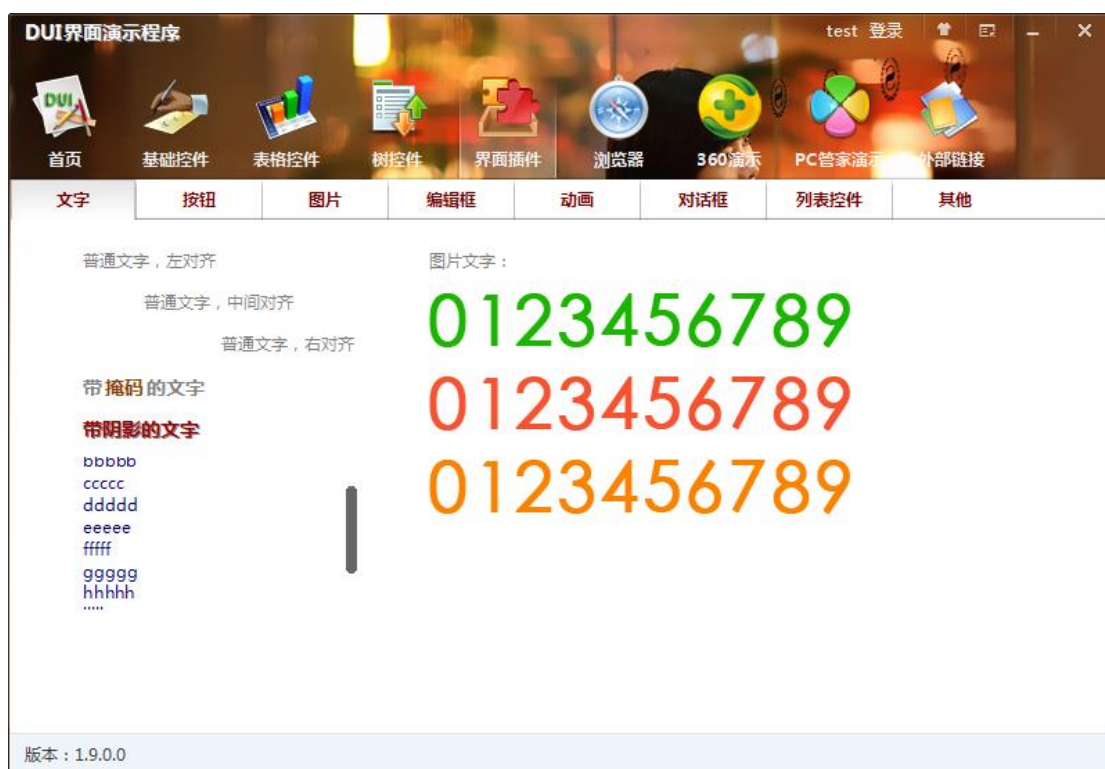 DUI界面演示程序 test 登录
DUI
首页 基础控件 表格控件 树控件 界面插件 浏览器 360演示 PC管家演示 外部链接
文字 按钮 图片 编辑框 动画 对话框 列表控件 其他
普通文字，左对齐
普通文字，中间对齐
普通文字，右对齐
带掩码的文字
带阴影的文字
bbbbb
ccccc
ddddd
eeeee
fffff
ggggg
hhhhh
图片文字：
0123456789
0123456789
0123456789
版本：1.9.0.0